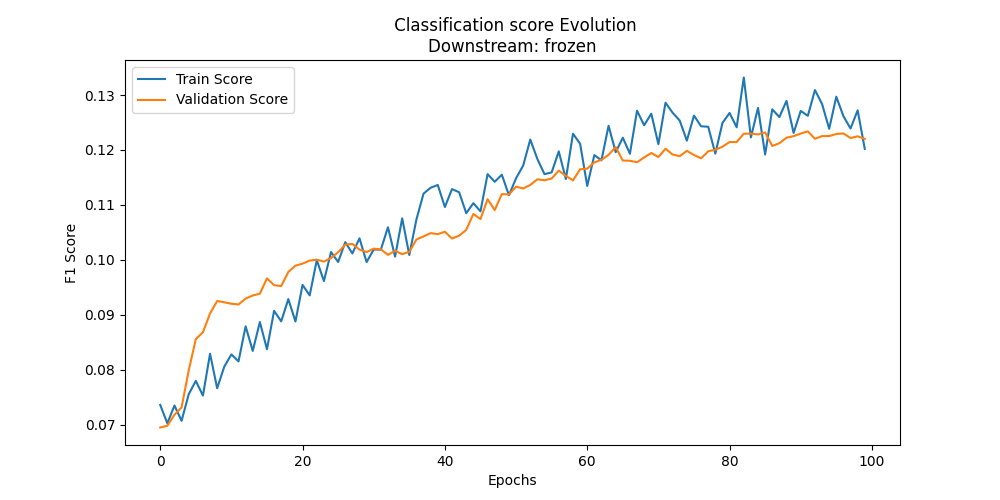 Classification score Evolution
Downstream: frozen
Train Score
Validation Score
F1 Score
0.13
0.12
0.11
0.10
0.09
0.08
0.07
0 20 40 60 80 100
Epochs